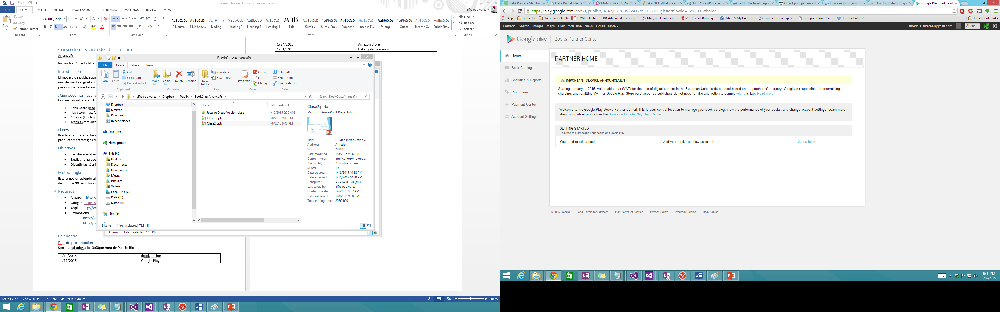 Curso de Crear Libros Online.docx - Word
FILE HOME INSERT DESIGN PAGE LAYOUT REFERENCES MAILINGS REVIEW VIEW
alfredo alvarez
Paste
Cut
Copy
Format Painter
Calibri (Body) 11
Clipboard Font Paragraph Styles Editing
¶ Normal ¶ No Spac... Heading 1 Heading 2 Heading 3 Heading 4 Title Subtitle Subtle Em... Emphasis Intense E... Strong Quote Intense Q... Subtle Ref...
Find
Replace
Select
Curso de creación de libros online
ArrancaPr
Instructor: Alfredo Alvar
Introducción
El modelo de publicación
uno de media digital en
para incluir la media soc
¿Qué podemos hacer
La clase demostrara las téc
Apple Store (Ipad
Play Store (Platafo
Amazon (Kindle y
Tecnicas comunes
El reto
Practicar el material técn
producto y estrategias d
Objetivos
Familiarizar el es
Explicar el proce
Discutir las técni
Metodología
Estaremos ofreciendo el
disponible 30 minutos de
Recursos
Amazon - http://
Google - https://
Apple - http://w
Promotions –
http://ka
http://w
Calendario
Dias de presentación
Son los sabados a las 3:00pm hora de Puerto Rico.
1/10/2015 Ibook author
1/17/2015 Google Play
1/24/2015 Amazon Store
1/31/2015 Listas y diccionarios
BookClassArrancaPr
File Home Share View
Copy
Paste
Cut
Copy path
Paste shortcut
Move to
Copy to
Delete
Rename
New folder
New item
Easy access
Properties
Open
Edit
History
Select all
Select none
Invert selection
Clipboard Organize New Open Select
alfredo alvarez Dropbox Public BookClassArrancaPr
Search BookClassArrancaPr
Dropbox
Desktop
Downloads
Recent places
OneDrive
Homegroup
This PC
Desktop
Documents
Downloads
Music
Pictures
Videos
Local Disk (C:)
Data (D:)
Data2 (E:)
Libraries
Name Date modified
Jose de Diego Version clase 1/10/2015 9:55 AM
Clase1.pptx 1/8/2015 9:08 PM
Clase2.pptx 1/8/2015 9:08 PM
Clase2.pptx
Microsoft PowerPoint Presentation
Title: Guided Introduction...
Authors: Alfredo
Size: 72.8 KB
Date modified: 1/8/2015 9:08 PM
Content type: application/vnd.ope...
Availability: Available offline
Slides: 10
Date created: 1/16/2015 10:38 PM
Date accessed: 1/16/2015 10:38 PM
Computer: AVATARESSD (this P...
Last saved by: alfredo alvarez
Content created: 1/6/2013 3:57 PM
Date last saved: 1/8/2015 9:08 PM
Total editing time: 253:59:00
3 items 1 item selected 72.8 KB
3 items 1 item selected 17.3 KB
PAGE 1 OF 2 232 WORDS ENGLISH (UNITED STATES)
100%
Delta Dental - Member Delta Dental Mass - Co MANOS ACCELERATO c# - .NET: What are att .NET Core API Review reddit: the front page o Object pool pattern - W How serious is your pr How to Guide - Google Google Play Books Part
https://play.google.com/books/publish/u/0/a/5778852241789163709?ghstartflowid=3292916#home
Apps gamedev Webmaster Tools IIFYM Calculator Advanced Investing ... Man, am I alone in t... 28-Day Fat-Burning ... Where's My Exempti... I made on average $... Comprehensive lear... Twitter Hatch 2015 Other bookmarks
+Alfredo Search Images Maps Play YouTube News Gmail More
alfredo.e.alvarez@gmail.com 0 Share...
Google play Books Partner Center
Home
Book Catalog
Analytics & Reports
Promotions
Payment Center
Account Settings
PARTNER HOME
IMPORTANT SERVICE ANNOUNCEMENT
Starting January 1, 2015, value-added tax (VAT) for the sale of digital content in the European Union is determined based on the purchaser's country. Google is responsible for determining,
charging, and remitting VAT for Google Play Store purchases, so publishers do not need to take any action to comply with this law. Read more.
Welcome to the Google Play Books Partner Center! This is your central location to manage your book catalog, view the performance of your books, and change account settings. Learn more
about our partner program in the Books on Google Play Help Center.
GETTING STARTED
Required to start selling your books on Google Play.
You need to add a book. Add your books to allow us to sell. Add a book
© 2015 Google - Legal Terms for Partners - Play Terms of Service - Privacy Policy - Program Policies - Help Center
10:51 PM
1/16/2015